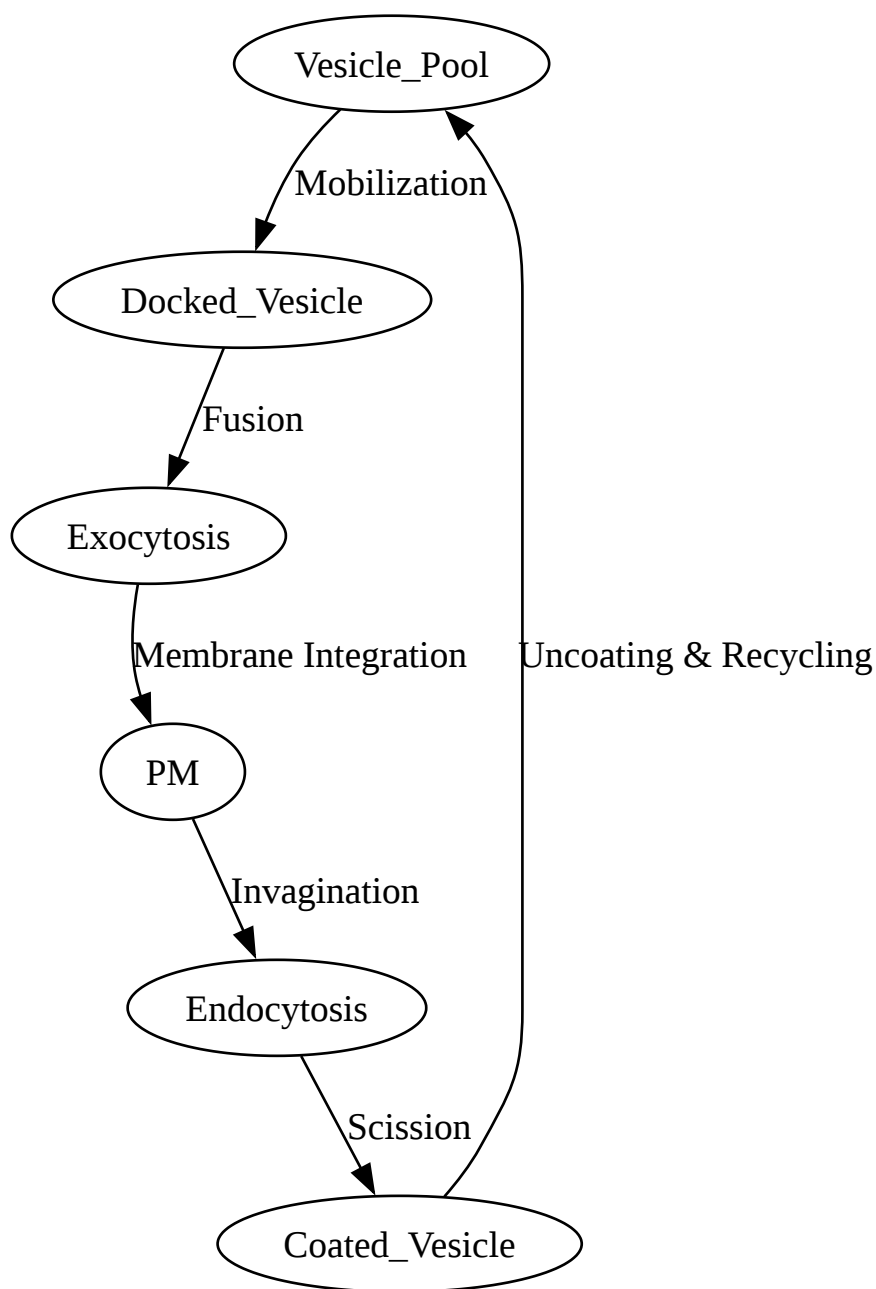 Vesicle_Pool
Mobilization
Docked_Vesicle
Fusion
Exocytosis
Membrane Integration
Uncoating & Recycling
PM
Invagination
Endocytosis
Scission
Coated_Vesicle